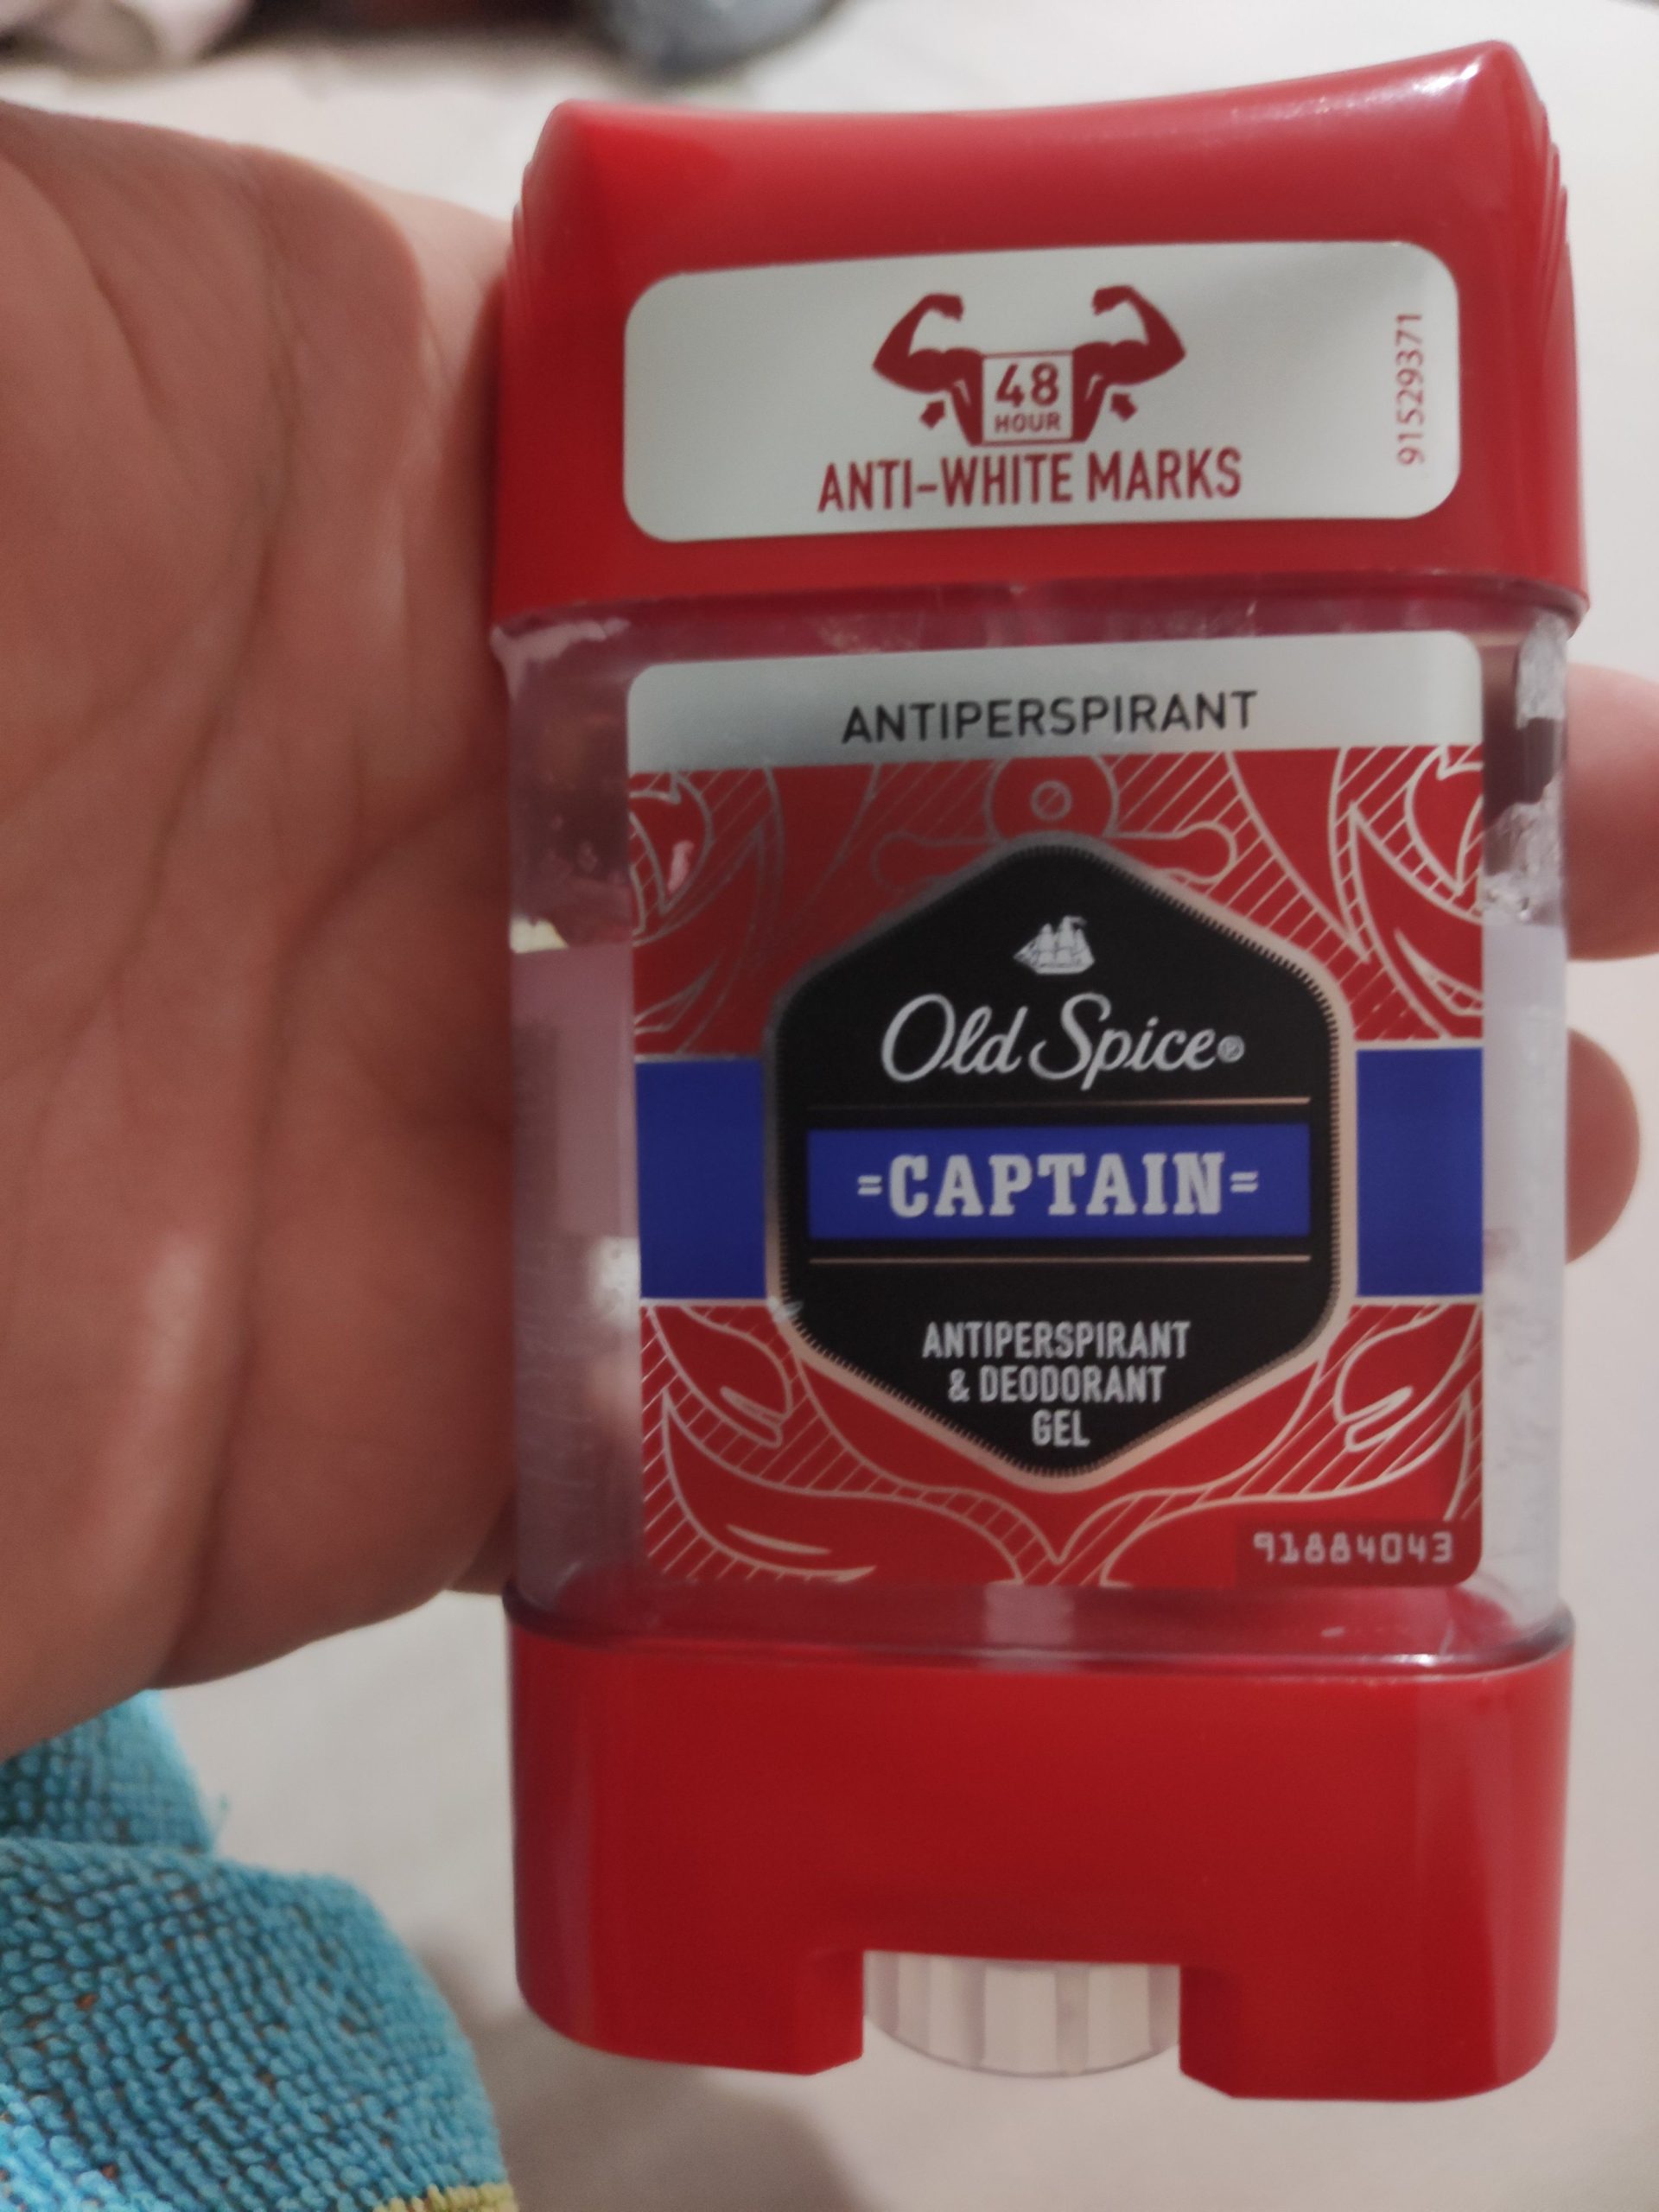 48
HOUR
ANTI-WHITE MARKS
91529371
ANTIPERSPIRANT
Old Spice®
=CAPTAIN=
ANTIPERSPIRANT
& DEODORANT
GEL
91884043